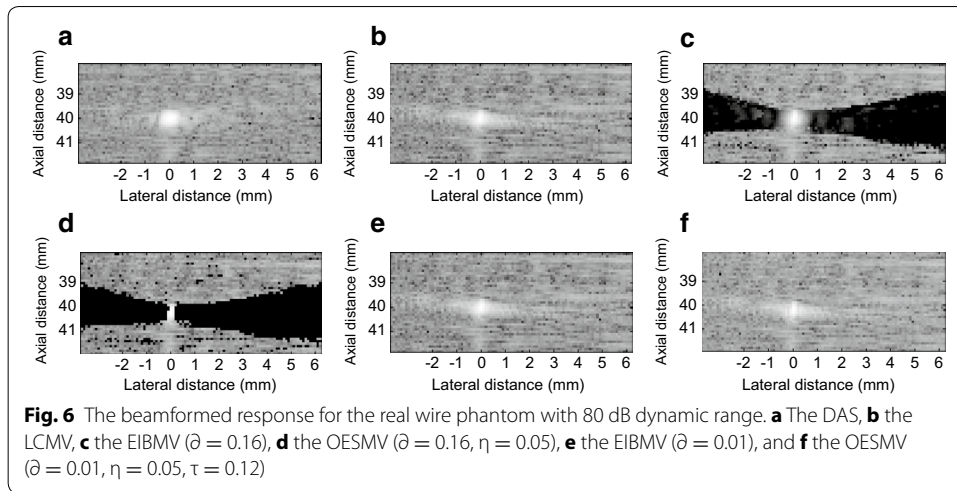 a b c
Axial distance (mm) Axial distance (mm) Axial distance (mm)
39 39 39
40 40 40
41 41 41
-2 -1 0 1 2 3 4 5 6 -2 -1 0 1 2 3 4 5 6 -2 -1 0 1 2 3 4 5 6
Lateral distance (mm) Lateral distance (mm) Lateral distance (mm)
d e f
Axial distance (mm) Axial distance (mm) Axial distance (mm)
39 39 39
40 40 40
41 41 41
-2 -1 0 1 2 3 4 5 6 -2 -1 0 1 2 3 4 5 6 -2 -1 0 1 2 3 4 5 6
Lateral distance (mm) Lateral distance (mm) Lateral distance (mm)
Fig. 6 The beamformed response for the real wire phantom with 80 dB dynamic range. a The DAS, b the
LCMV, c the EIBMV (∂ = 0.16), d the OESMV (∂ = 0.16, η = 0.05), e the EIBMV (∂ = 0.01), and f the OESMV
(∂ = 0.01, η = 0.05, τ = 0.12)